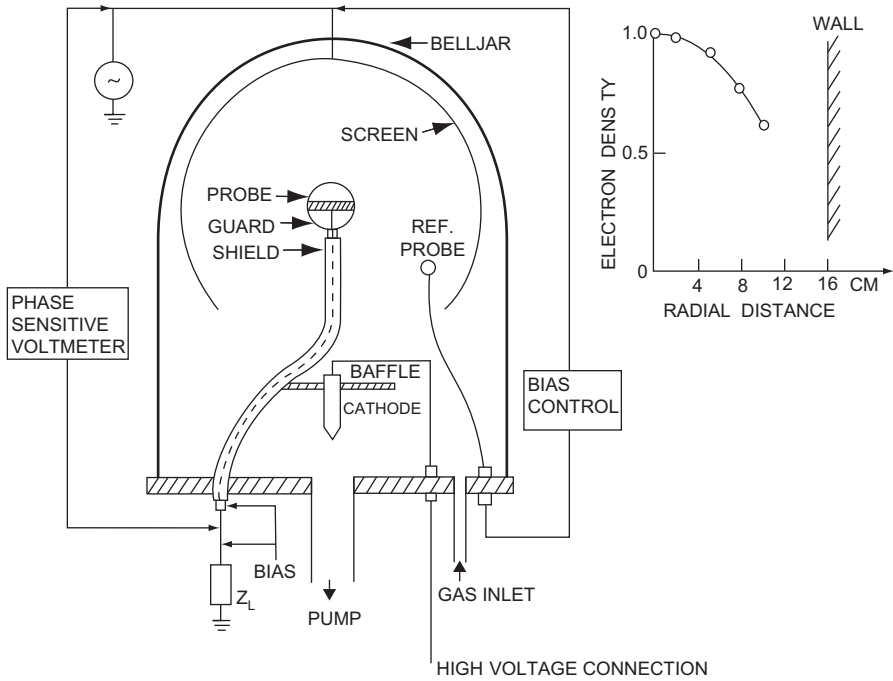 BELLJAR
~
SCREEN
PROBE
GUARD
SHIELD
REF.
PROBE
PHASE
SENSITIVE
VOLTMETER
BAFFLE
CATHODE
BIAS
CONTROL
BIAS
Z_L
PUMP
GAS INLET
HIGH VOLTAGE CONNECTION
WALL
1.0
0.5
0
ELECTRON DENS TY
4
8
12
16
CM
RADIAL DISTANCE